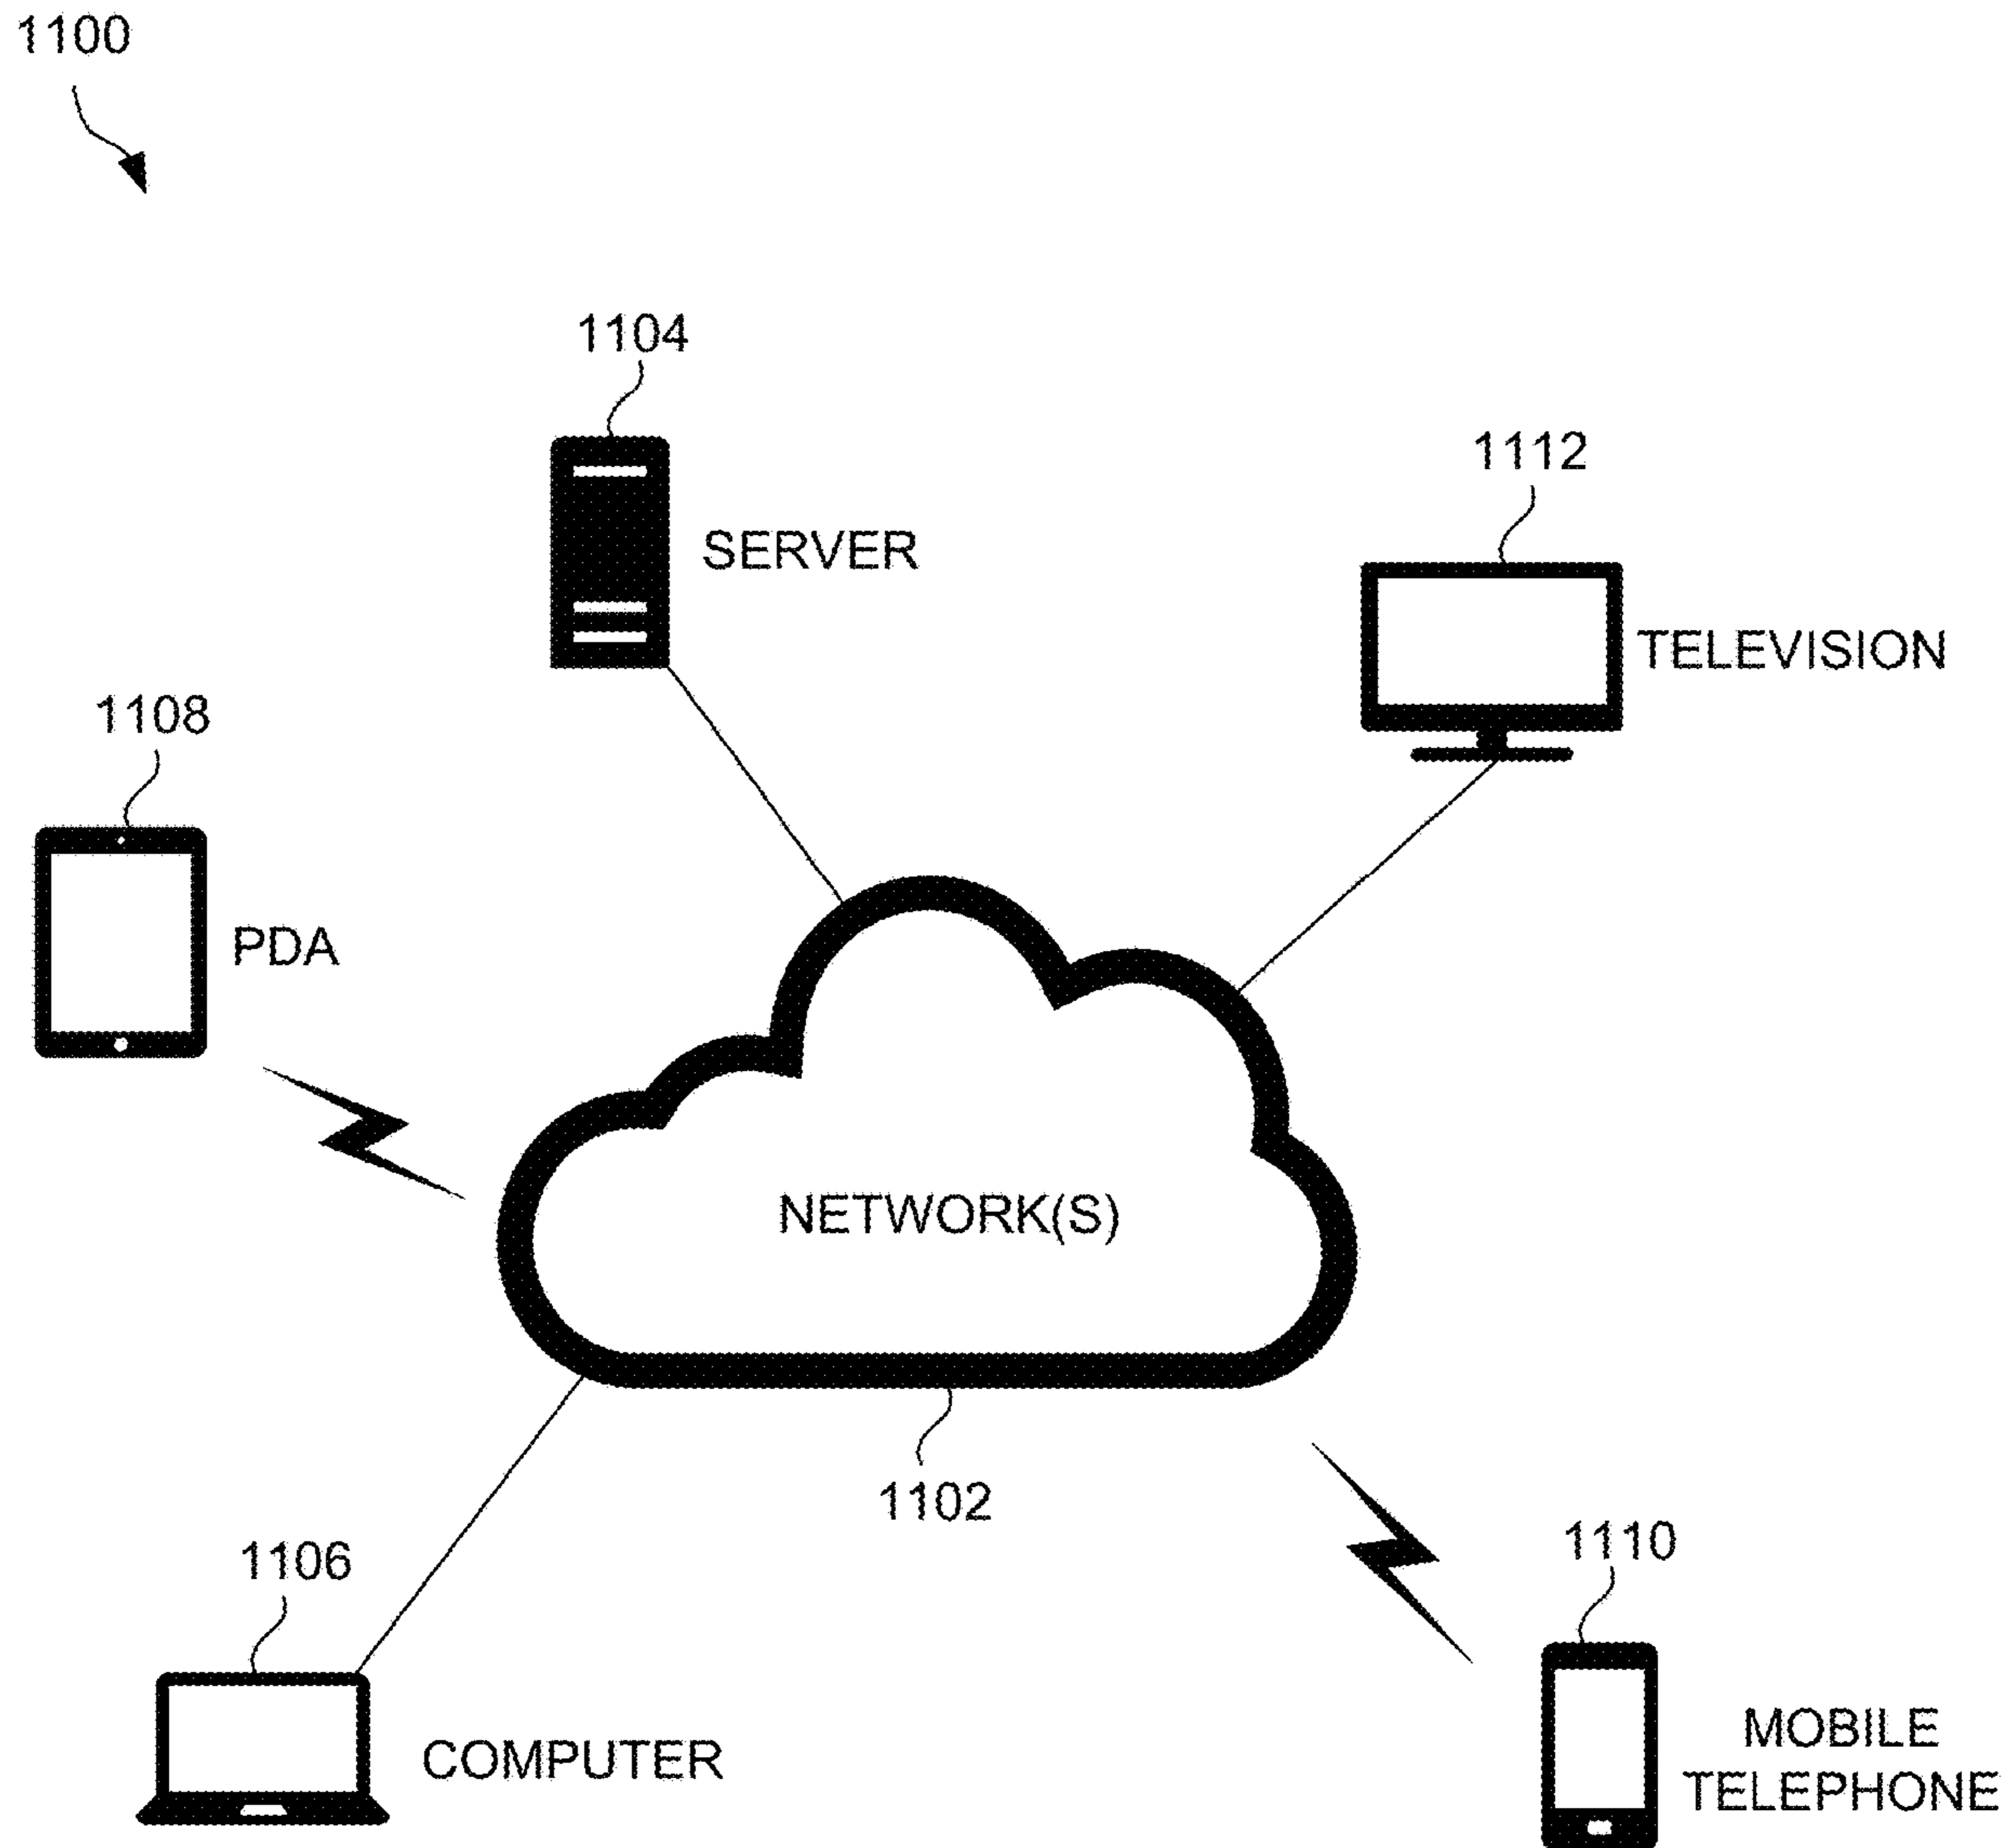 1100
1104
SERVER
1112
TELEVISION
1108
PDA
NETWORK(S)
1102
1106
COMPUTER
1110
MOBILE
TELEPHONE